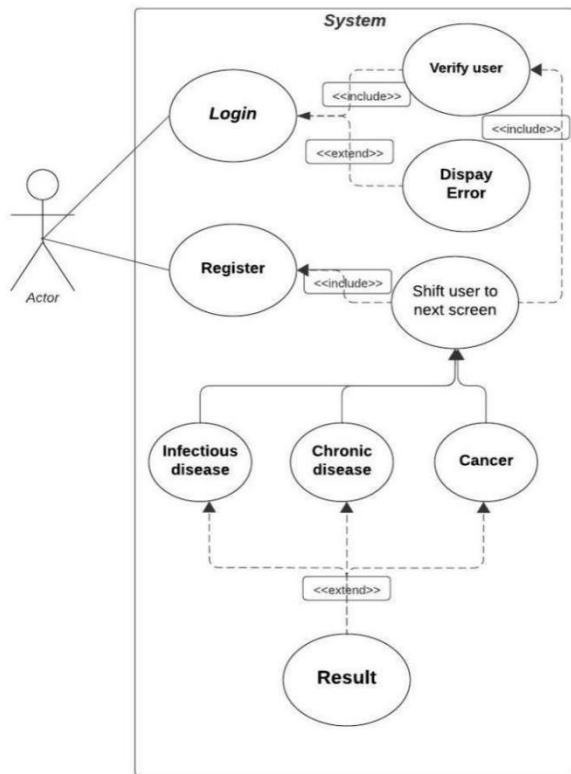 System
Verify user
<<include>>
Login
<<include>>
<<extend>>
Dispay
Error
Register
<<include>>
Shift user to
next screen
Actor
Infectious
disease
Chronic
disease
Cancer
<<extend>>
Result